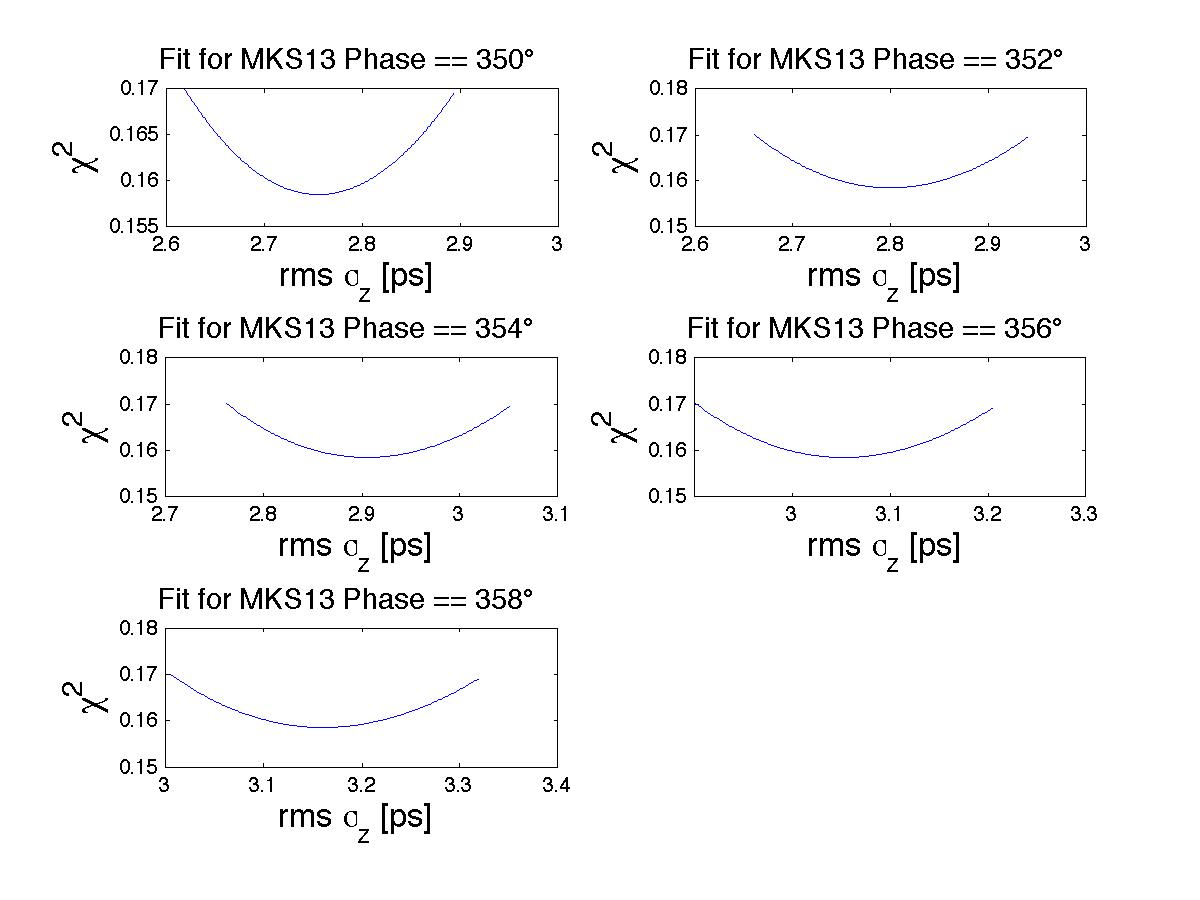 Fit for MKS13 Phase == 350°
0.17
0.165
0.16
0.155
χ²
2.6 2.7 2.8 2.9 3
rms σz [ps]
Fit for MKS13 Phase == 352°
0.18
0.17
0.16
0.15
χ²
2.6 2.7 2.8 2.9 3
rms σz [ps]
Fit for MKS13 Phase == 354°
0.18
0.17
0.16
0.15
χ²
2.7 2.8 2.9 3 3.1
rms σz [ps]
Fit for MKS13 Phase == 356°
0.18
0.17
0.16
0.15
χ²
3 3.1 3.2 3.3
rms σz [ps]
Fit for MKS13 Phase == 358°
0.18
0.17
0.16
0.15
χ²
3 3.1 3.2 3.3 3.4
rms σz [ps]